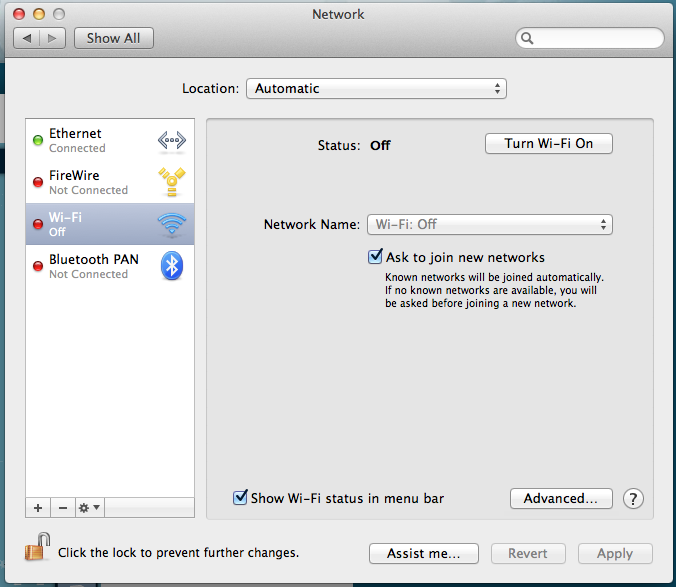 Network
Show All
Location: Automatic
Ethernet
Connected
FireWire
Not Connected
Wi-Fi
Off
Bluetooth PAN
Not Connected
Status: Off
Turn Wi-Fi On
Network Name: Wi-Fi: Off
Ask to join new networks
Known networks will be joined automatically.
If no known networks are available, you will
be asked before joining a new network.
Show Wi-Fi status in menu bar
Advanced...
?
Click the lock to prevent further changes.
Assist me...
Revert
Apply